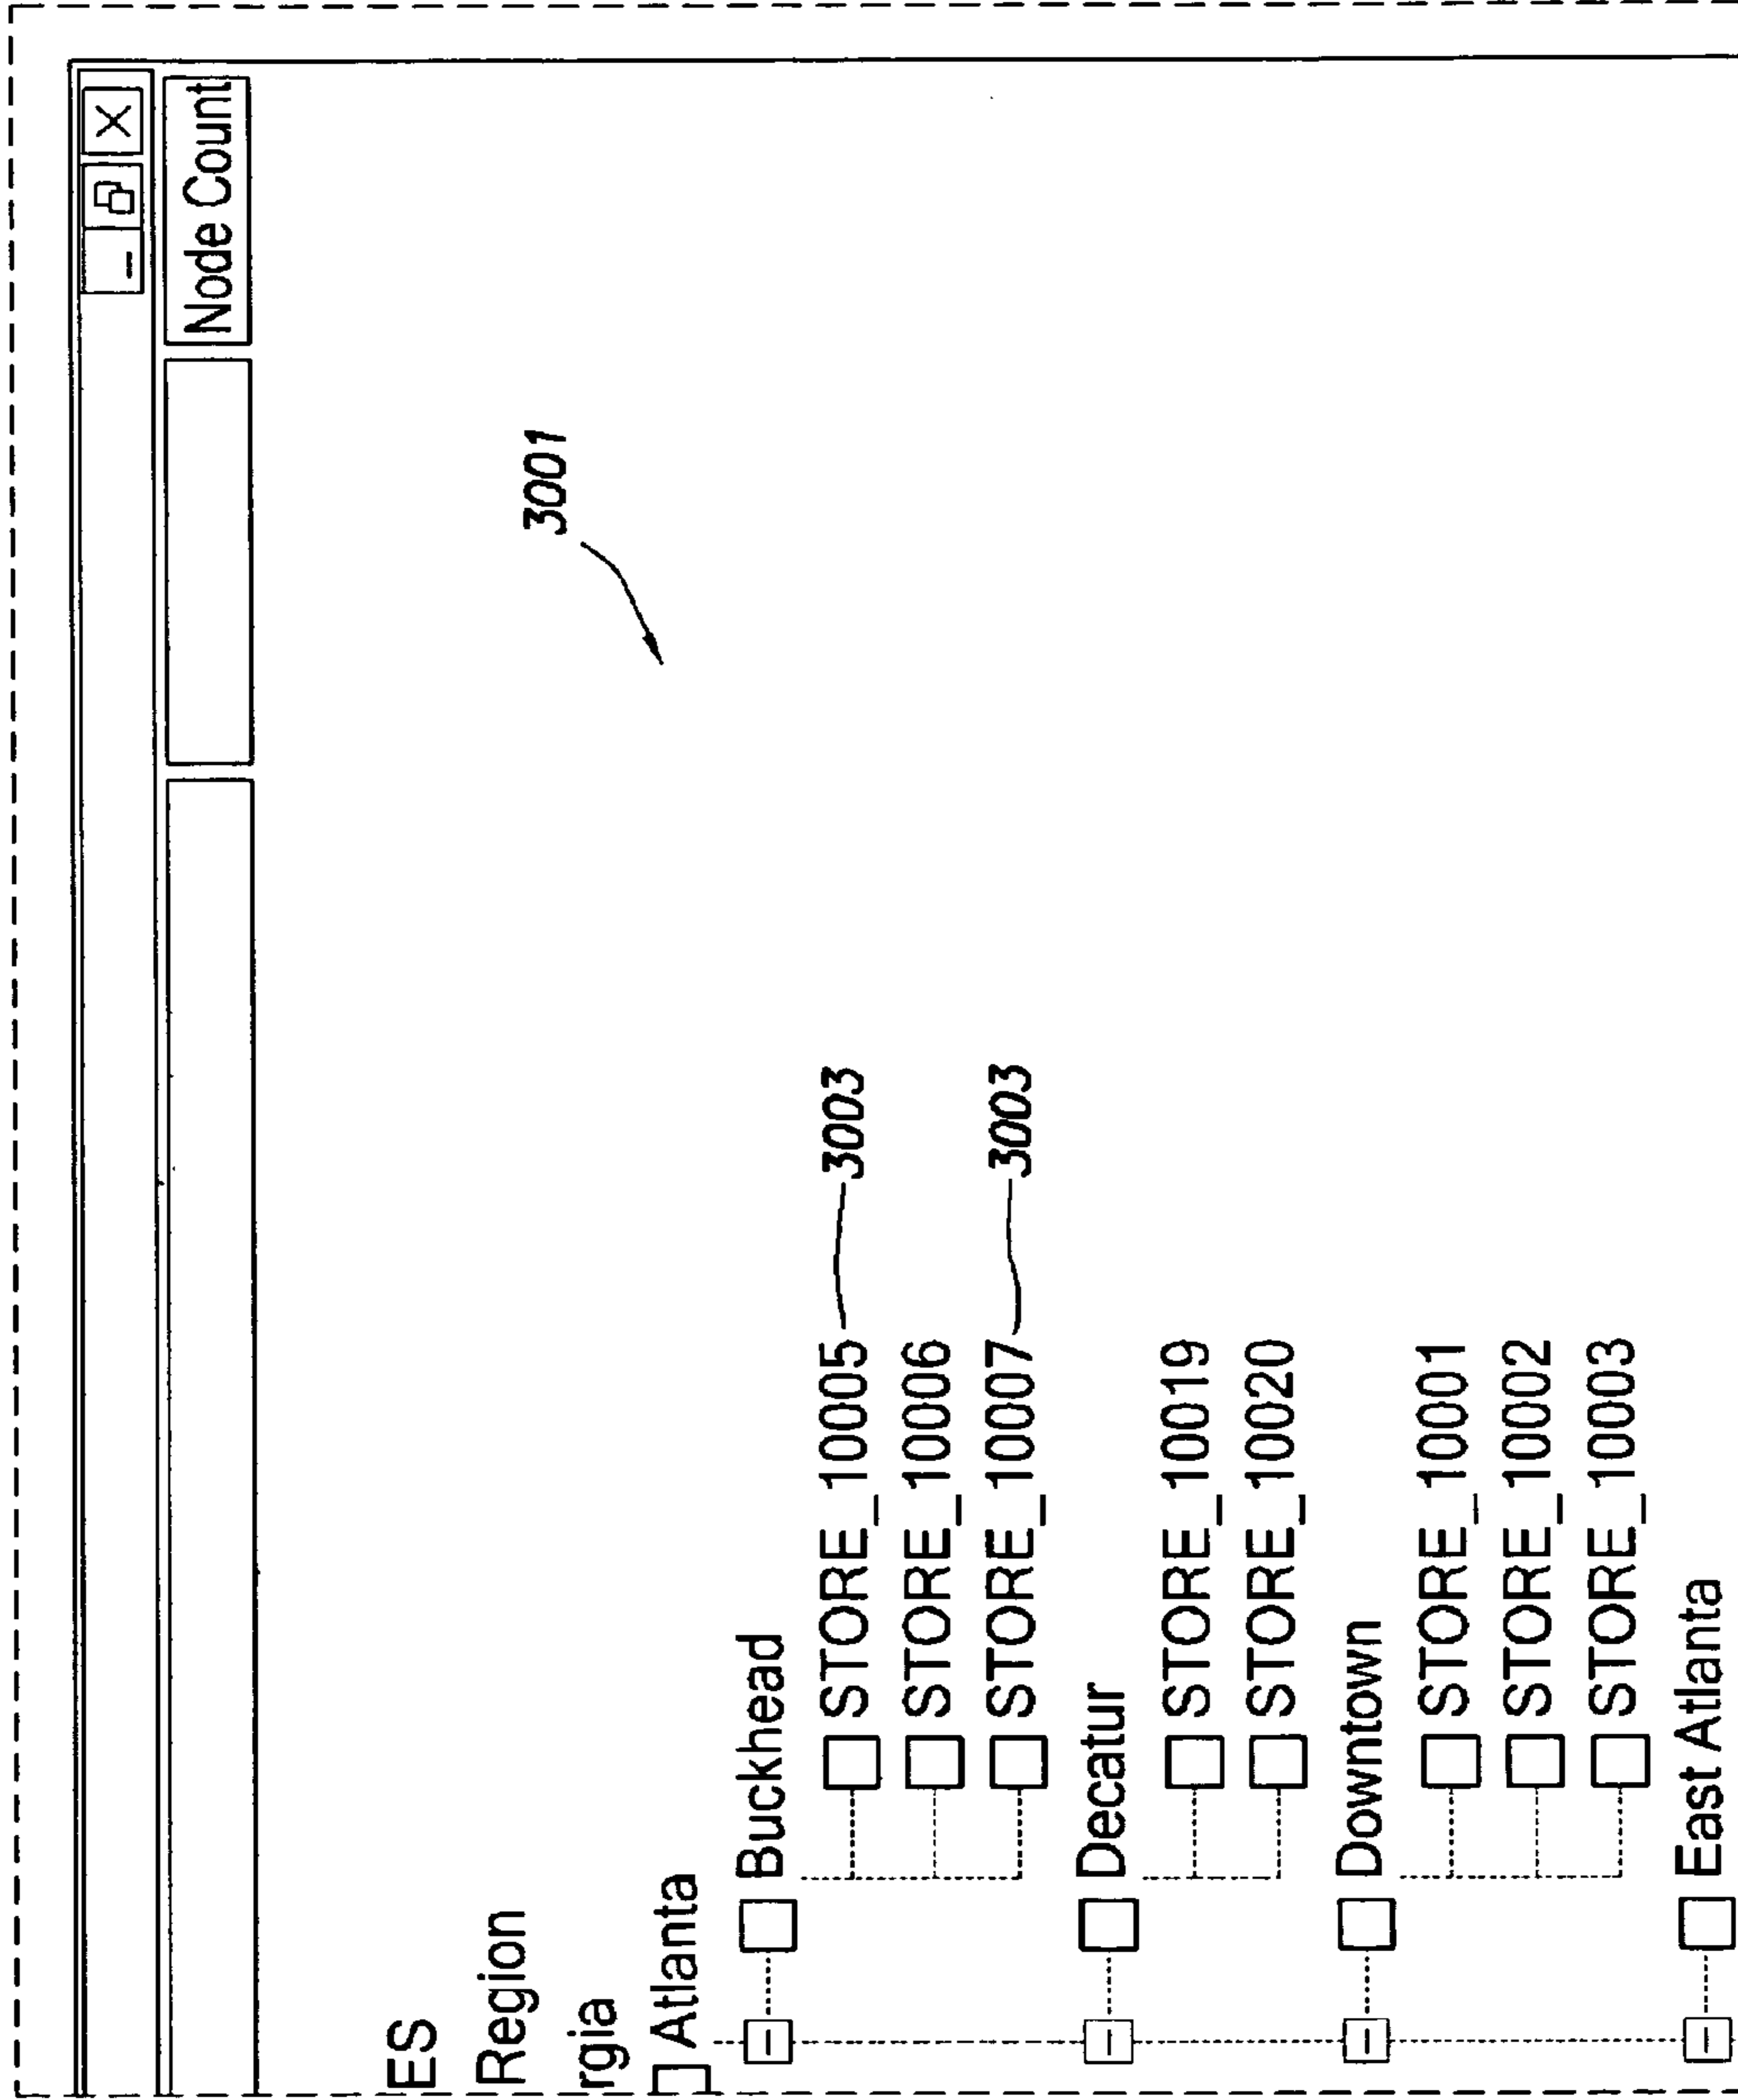 Node Count
3001
ES
Region
rgia
Atlanta
Buckhead
STORE_10005 3003
STORE_10006
STORE_10007 3003
Decatur
STORE_10019
STORE_10020
Downtown
STORE_10001
STORE_10002
STORE_10003
East Atlanta